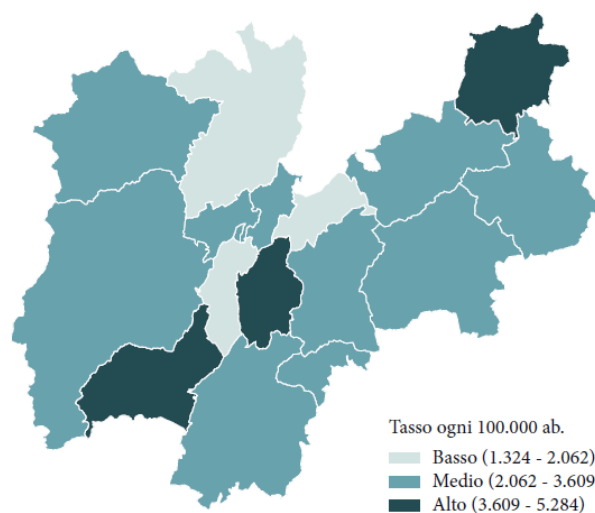 Tasso ogni 100.000 ab.
Basso (1.324 - 2.062)
Medio (2.062 - 3.609
Alto (3.609 - 5.284)